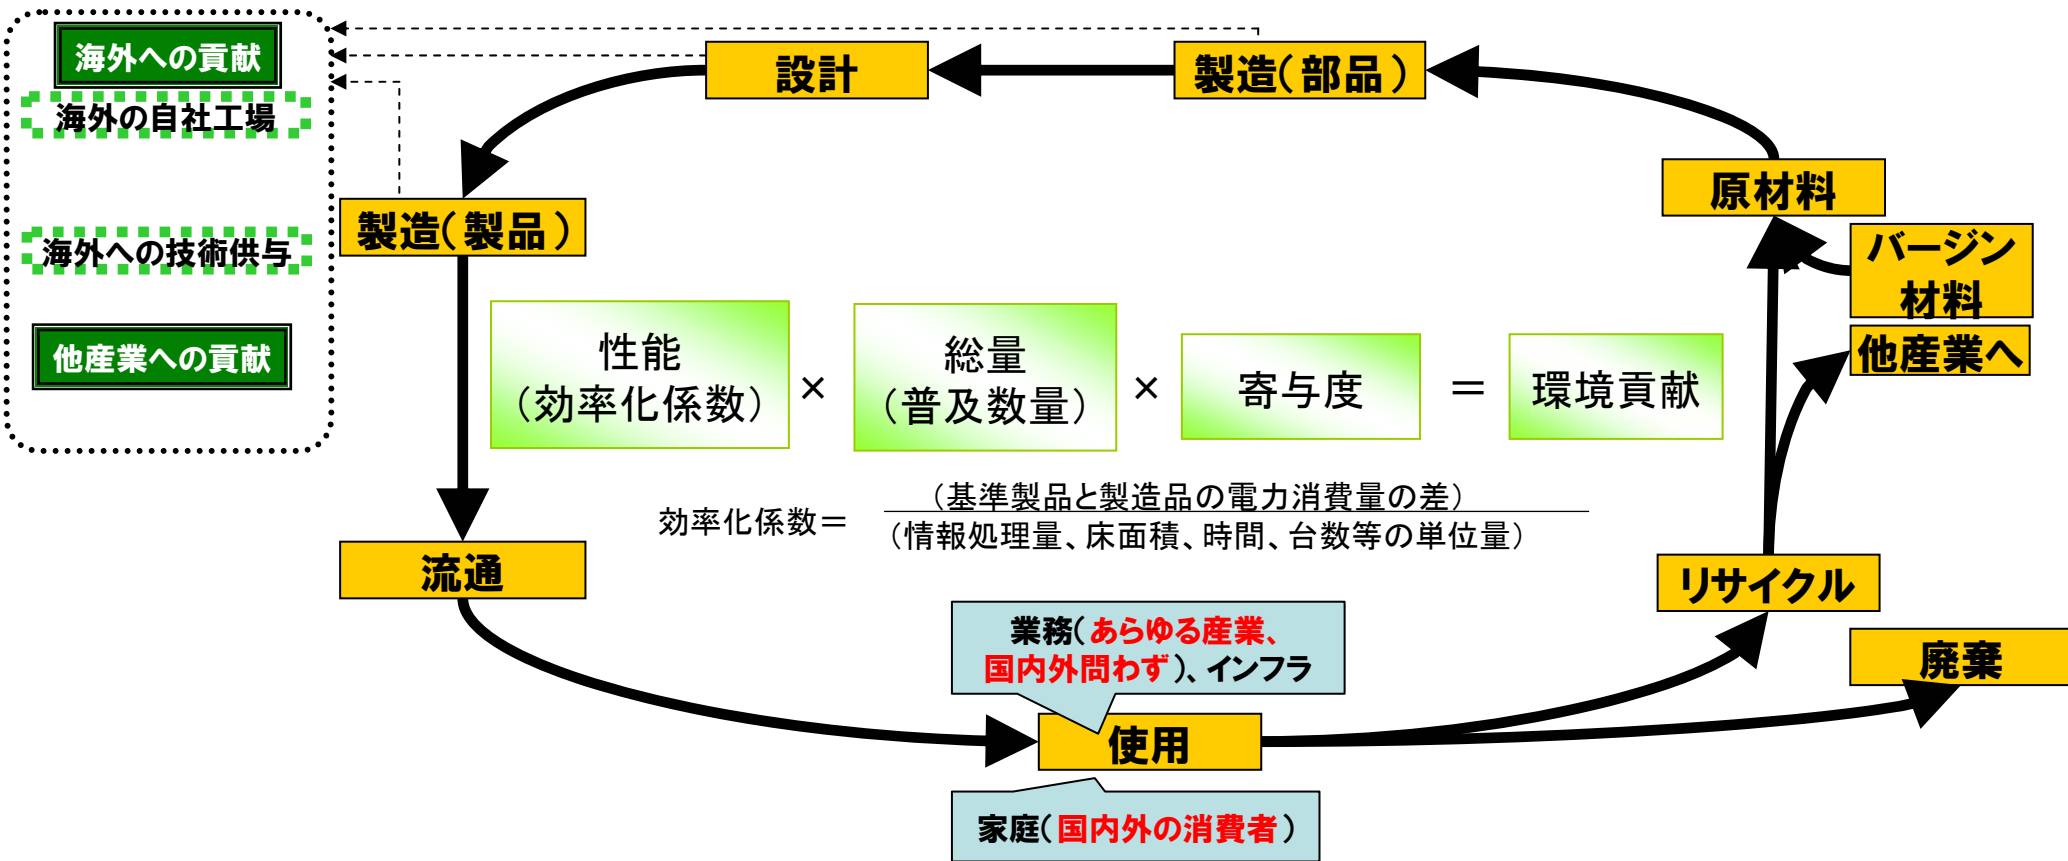 海外への貢献
海外の自社工場
海外への技術供与
他産業への貢献
設計
製造(部品)
原材料
バージン
材料
他産業へ
製造(製品)
性能
(効率化係数)
×
総量
(普及数量)
×
寄与度
=
環境貢献
効率化係数=
(基準製品と製造品の電力消費量の差)
(情報処理量、床面積、時間、台数等の単位量)
流通
リサイクル
廃棄
業務(あらゆる産業、
国内外問わず)、インフラ
使用
家庭(国内外の消費者)